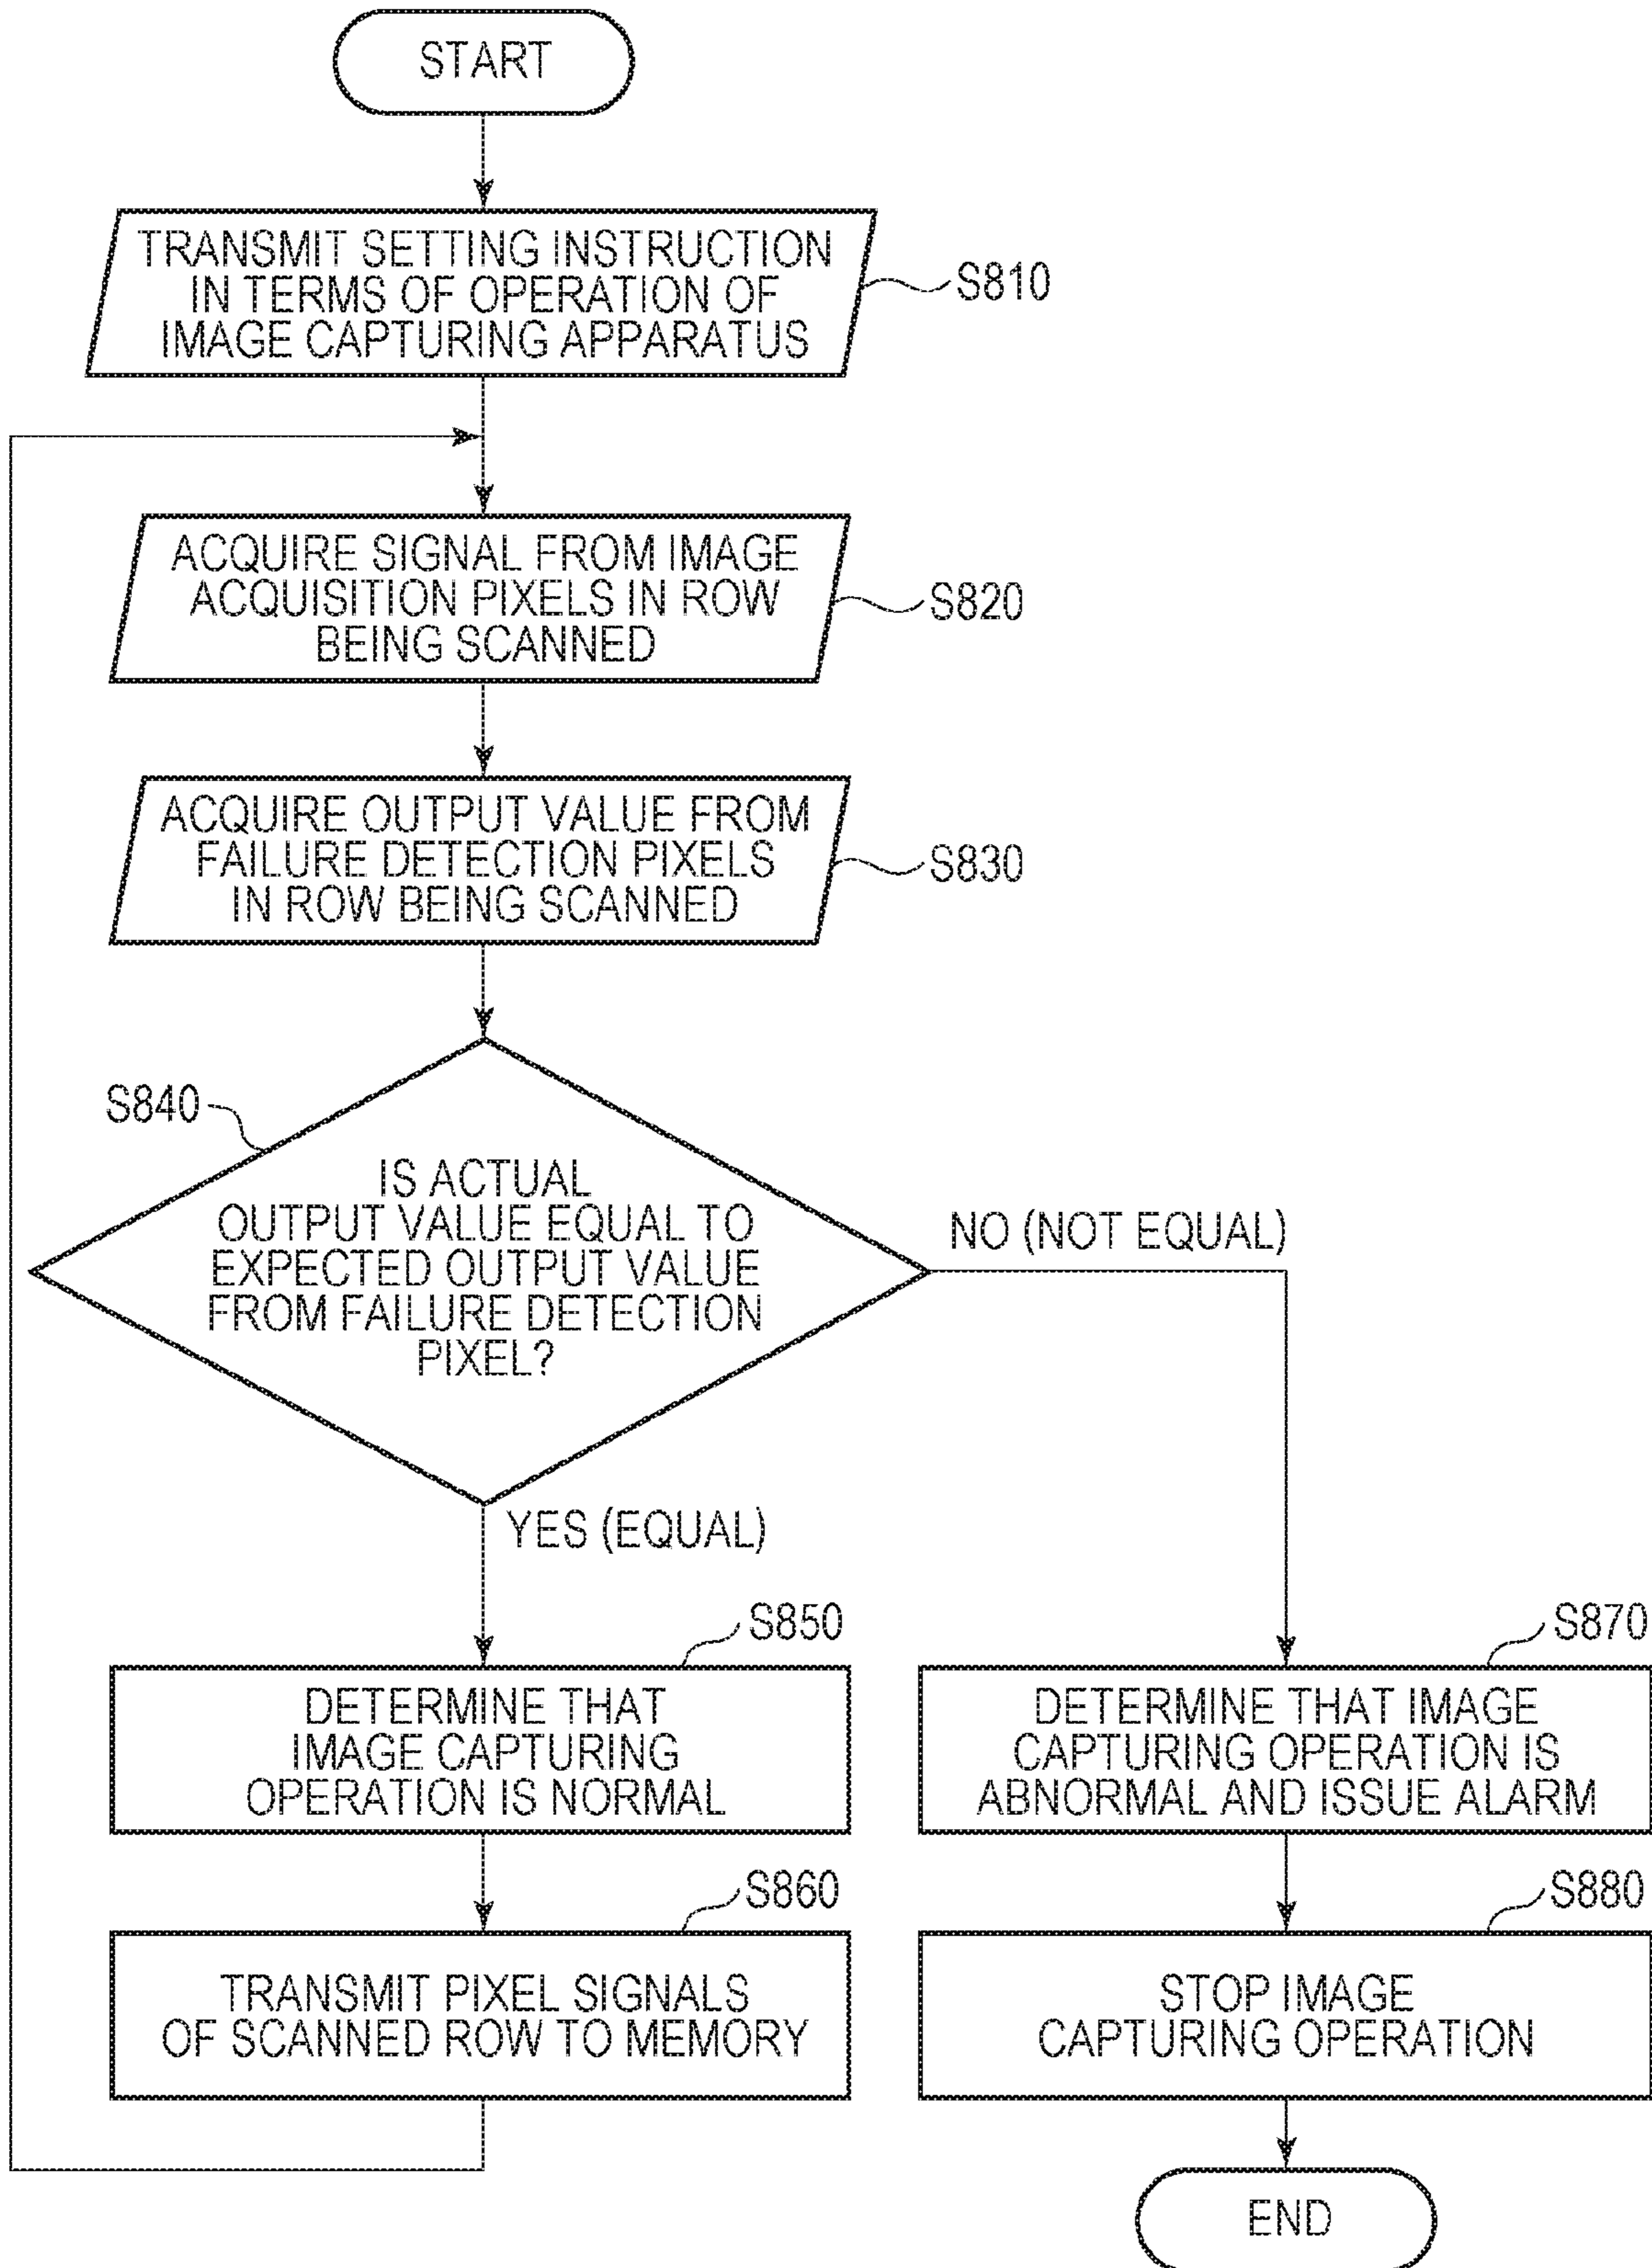 START
TRANSMIT SETTING INSTRUCTION
IN TERMS OF OPERATION OF
IMAGE CAPTURING APPARATUS
S810
ACQUIRE SIGNAL FROM IMAGE
ACQUISITION PIXELS IN ROW
BEING SCANNED
S820
ACQUIRE OUTPUT VALUE FROM
FAILURE DETECTION PIXELS
IN ROW BEING SCANNED
S830
S840
IS ACTUAL
OUTPUT VALUE EQUAL TO
EXPECTED OUTPUT VALUE
FROM FAILURE DETECTION
PIXEL?
NO (NOT EQUAL)
YES (EQUAL)
S850
DETERMINE THAT
IMAGE CAPTURING
OPERATION IS NORMAL
S870
DETERMINE THAT IMAGE
CAPTURING OPERATION IS
ABNORMAL AND ISSUE ALARM
S860
TRANSMIT PIXEL SIGNALS
OF SCANNED ROW TO MEMORY
S880
STOP IMAGE
CAPTURING OPERATION
END